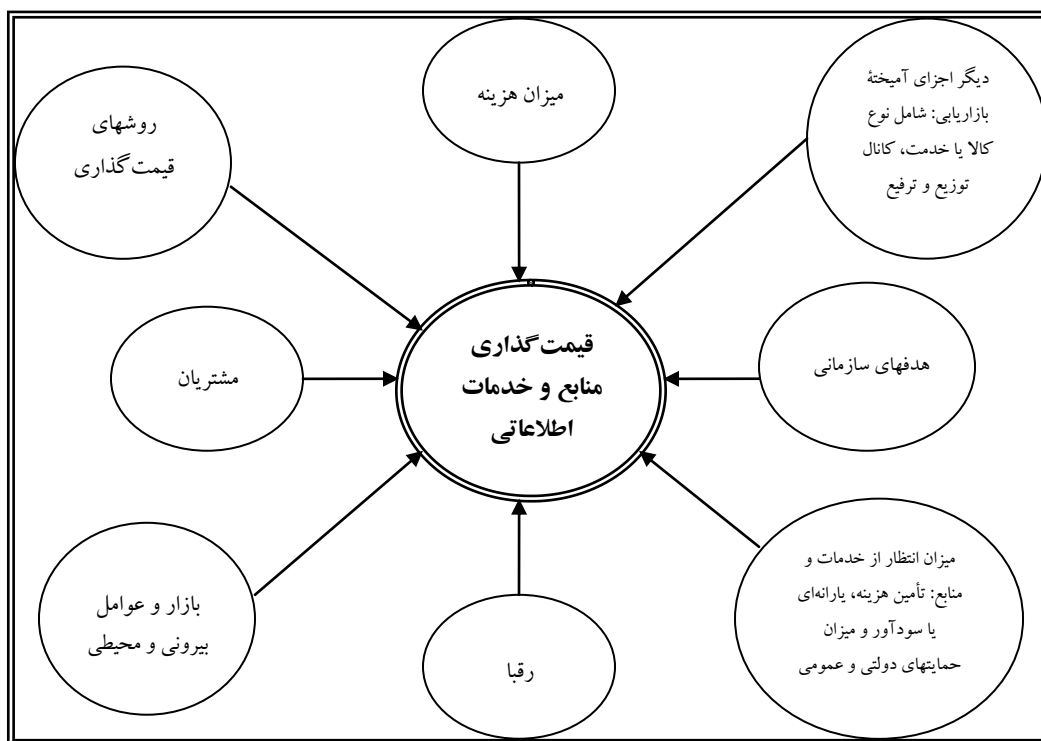 دیگر اجزای آمیختهٔ
بازاریابی: شامل نوع
کالا یا خدمت، کانال
توزیع و ترفیع
میزان هزینه
روشهای
قیمت‌گذاری
هدفهای سازمانی
قیمت‌گذاری
منابع و خدمات
اطلاعاتی
مشتریان
میزان انتظار از خدمات و
منابع: تأمین هزینه، یارانه‌ای
یا سودآور و میزان
حمایتهای دولتی و عمومی
رقبا
بازار و عوامل
بیرونی و محیطی